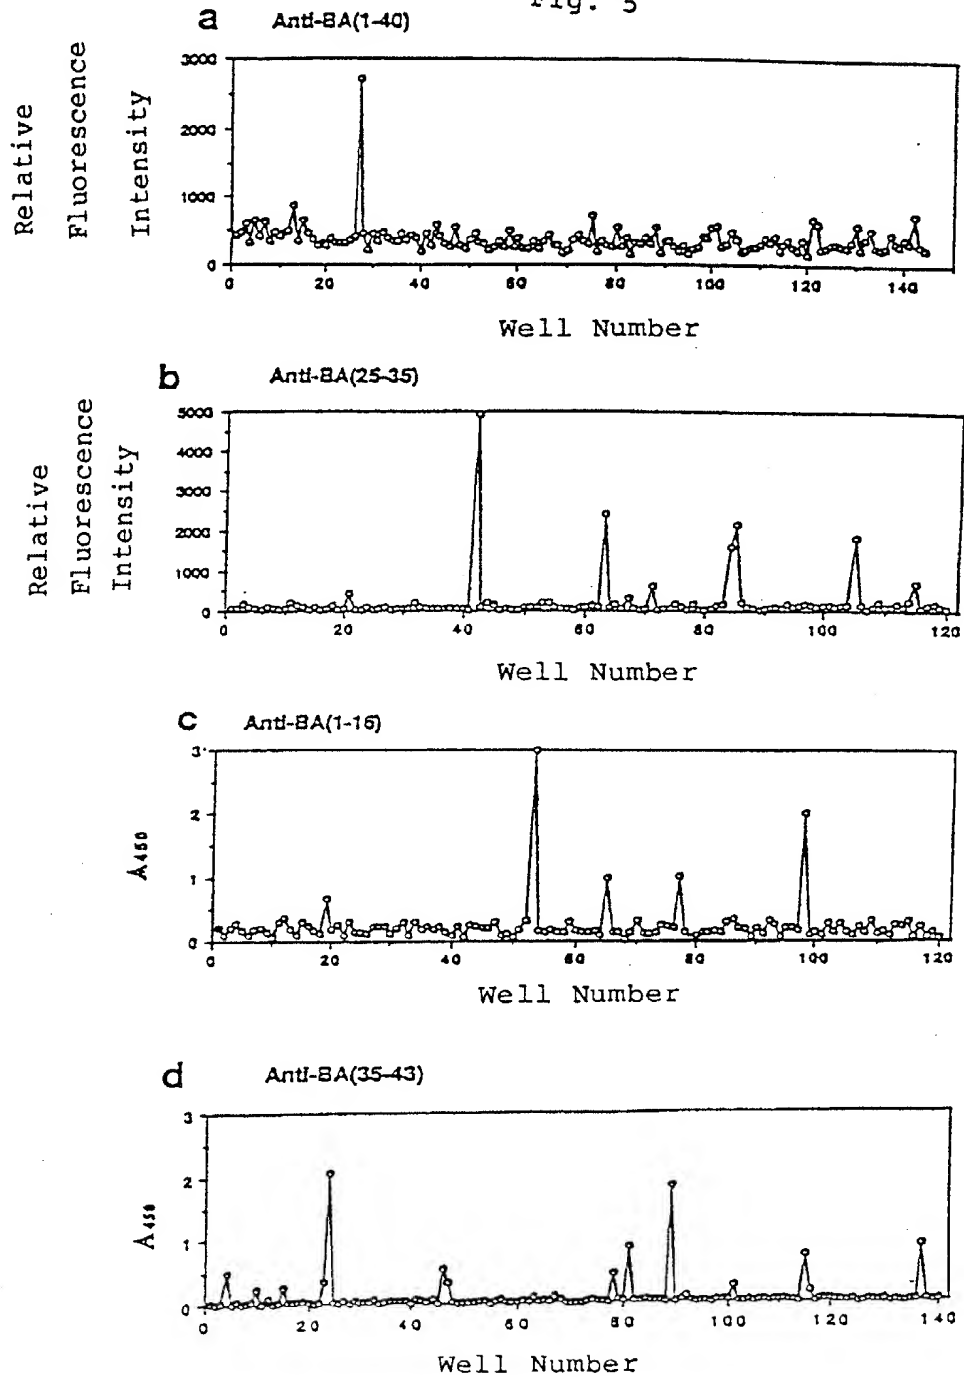 Fig. 5
a Anti-BA(1-40)
Relative
Fluorescence
Intensity
3000
2000
1000
0
0 20 40 60 80 100 120 140
Well Number
b Anti-BA(25-35)
Relative
Fluorescence
Intensity
5000
4000
3000
2000
1000
0
0 20 40 60 80 100 120
Well Number
c Anti-BA(1-16)
A450
3
2
1
0
0 20 40 60 80 100 120
Well Number
d Anti-BA(35-43)
A450
3
2
1
0
0 20 40 60 80 100 120 140
Well Number